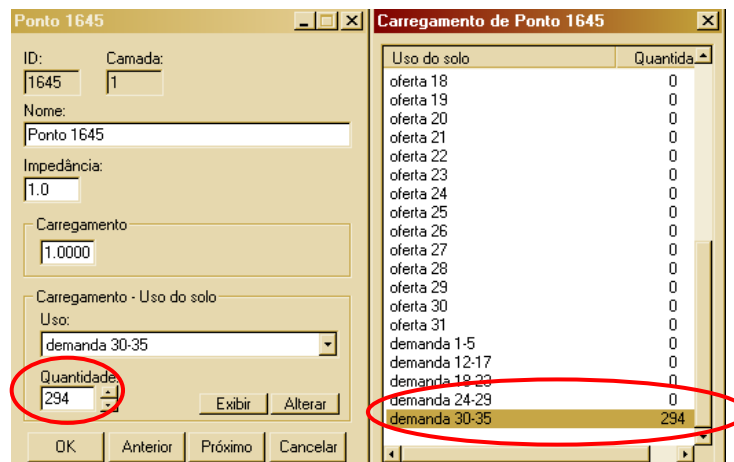 Ponto 1645
ID: Camada:
1645 1
Nome:
Ponto 1645
Impedância:
1.0
Carregamento
1.0000
Carregamento - Uso do solo
Uso:
demanda 30-35
Quantidade:
294
Exibir Alterar
OK Anterior Próximo Cancelar
Carregamento de Ponto 1645
Uso do solo Quantida
oferta 18 0
oferta 19 0
oferta 20 0
oferta 21 0
oferta 22 0
oferta 23 0
oferta 24 0
oferta 25 0
oferta 26 0
oferta 27 0
oferta 28 0
oferta 29 0
oferta 30 0
oferta 31 0
demanda 1-5 0
demanda 12-17 0
demanda 18-23 0
demanda 24-29 0
demanda 30-35 294